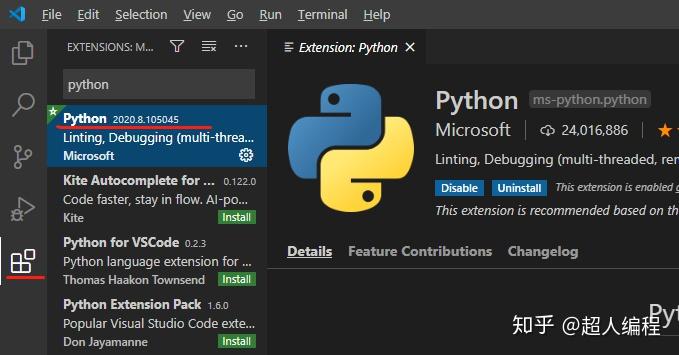 File Edit Selection View Go Run Terminal Help
EXTENSIONS: M...
python
Python 2020.8.105045
Linting, Debugging (multi-threa...
Microsoft
Kite Autocomplete for ... 0.122.0
Code faster, stay in flow. AI-po...
Kite Install
Python for VSCode 0.2.3
Python language extension for ...
Thomas Haakon Townsend Install
Python Extension Pack 1.6.0
Popular Visual Studio Code exte...
Don Jayamanne Install
Extension: Python
Python ms-python.python
Microsoft 24,016,886
Linting, Debugging (multi-threaded, rem
Disable Uninstall This extension is enabled g
This extension is recommended based on the
Details Feature Contributions Changelog
Pyt
知乎 @超人编程